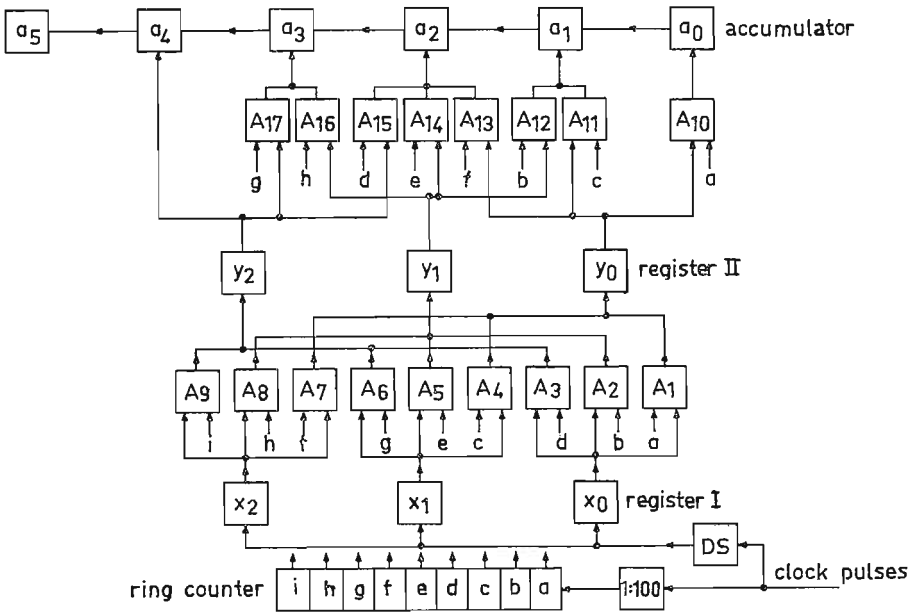 a5 a4 a3 a2 a1 a0 accumulator
A17 A16 A15 A14 A13 A12 A11 A10
g h d e f b c a
y2 y1 y0 register II
A9 A8 A7 A6 A5 A4 A3 A2 A1
i h f g e c d b a
x2 x1 x0 register I
DS
ring counter i h g f e d c b a 1:100 clock pulses